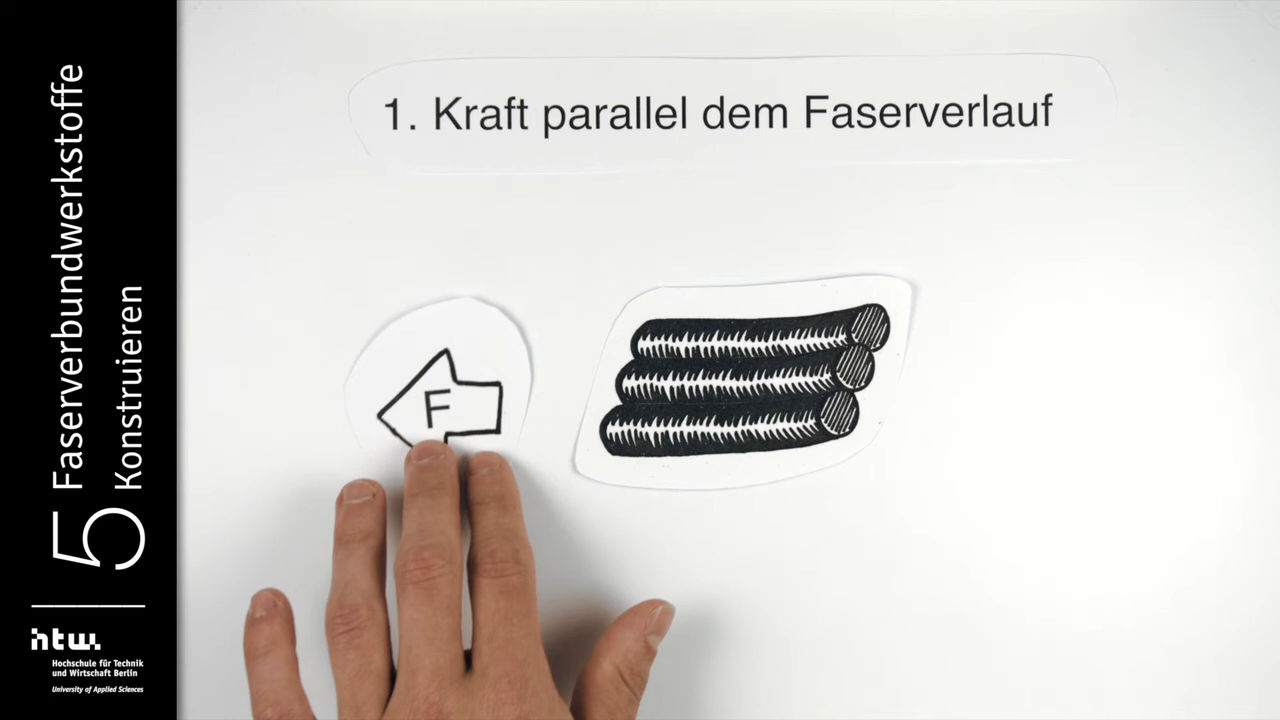 1. Kraft parallel dem Faserverlauf
F
5 Faserverbundwerkstoffe
Konstruieren
htw.
Hochschule für Technik
und Wirtschaft Berlin
University of Applied Sciences